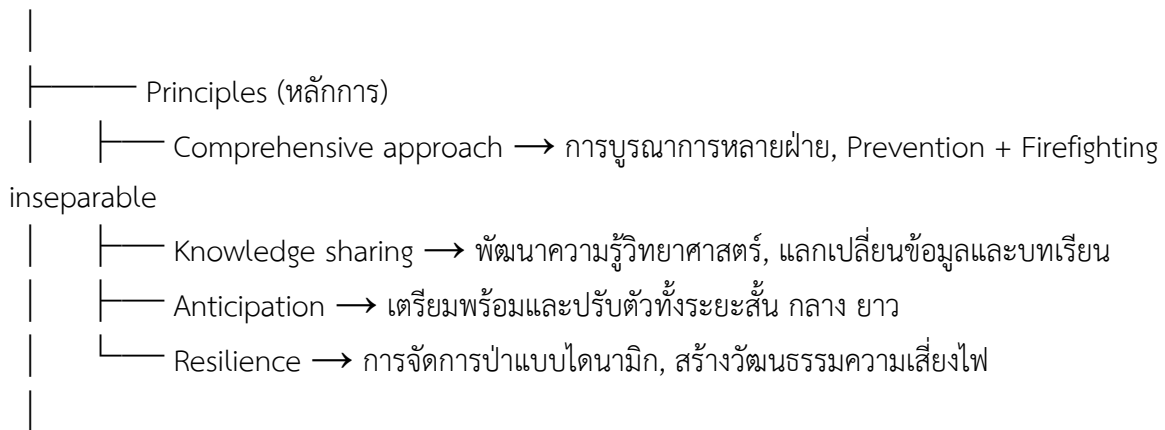 Principles (หลักการ)
Comprehensive approach → การบูรณาการหลายฝ่าย, Prevention + Firefighting
inseparable
Knowledge sharing → พัฒนาความรู้วิทยาศาสตร์, แลกเปลี่ยนข้อมูลและบทเรียน
Anticipation → เตรียมพร้อมและปรับตัวทั้งระยะสั้น กลาง ยาว
Resilience → การจัดการป่าแบบไดนามิก, สร้างวัฒนธรรมความเสี่ยงไฟ